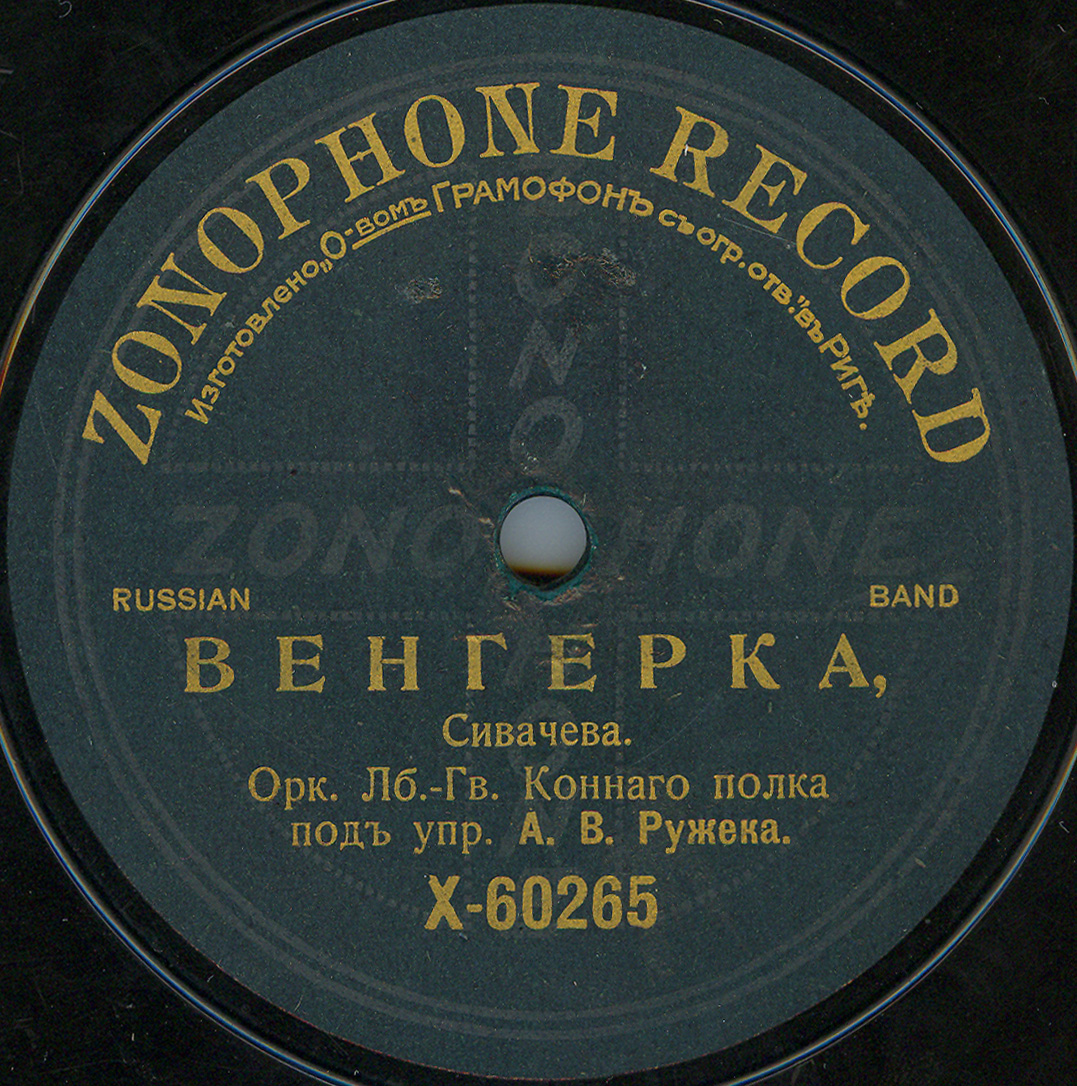 ZONOPHONE RECORD
Изготовлено „О-вомъ Грамофонъ съ огр. отв.” въ Ригѣ.
ZONOPHONE
RUSSIAN BAND
ВЕНГЕРКА,
Сивачева.
Орк. Лб.-Гв. Коннаго полка
подъ упр. А. В. Ружека.
X-60265